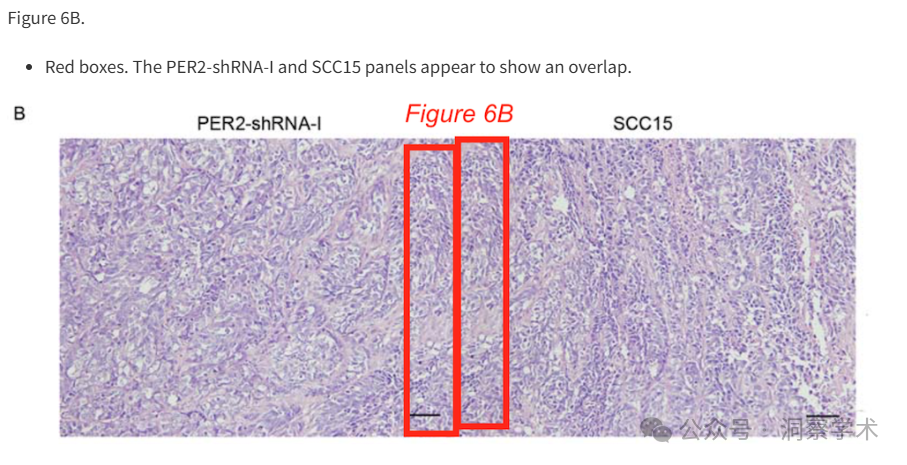 Figure 6B.
• Red boxes. The PER2-shRNA-I and SCC15 panels appear to show an overlap.
B
PER2-shRNA-I
Figure 6B
SCC15
公众号 · 洞察学术